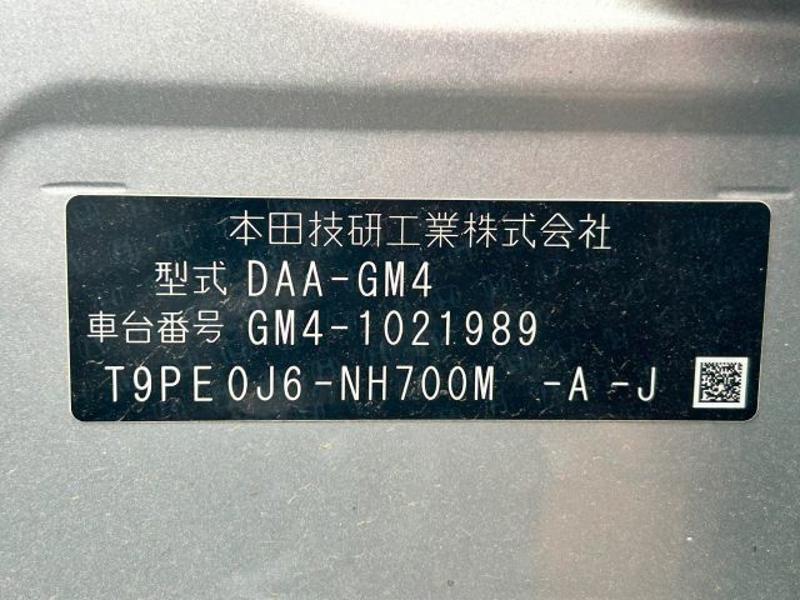 本田技研工業株式会社
型式 DAA-GM4
車台番号 GM4-1021989
T9PE0J6-NH700M -A -J